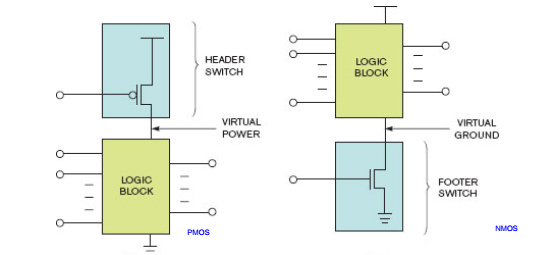 HEADER
SWITCH
VIRTUAL
POWER
LOGIC
BLOCK
PMOS
LOGIC
BLOCK
VIRTUAL
GROUND
FOOTER
SWITCH
NMOS